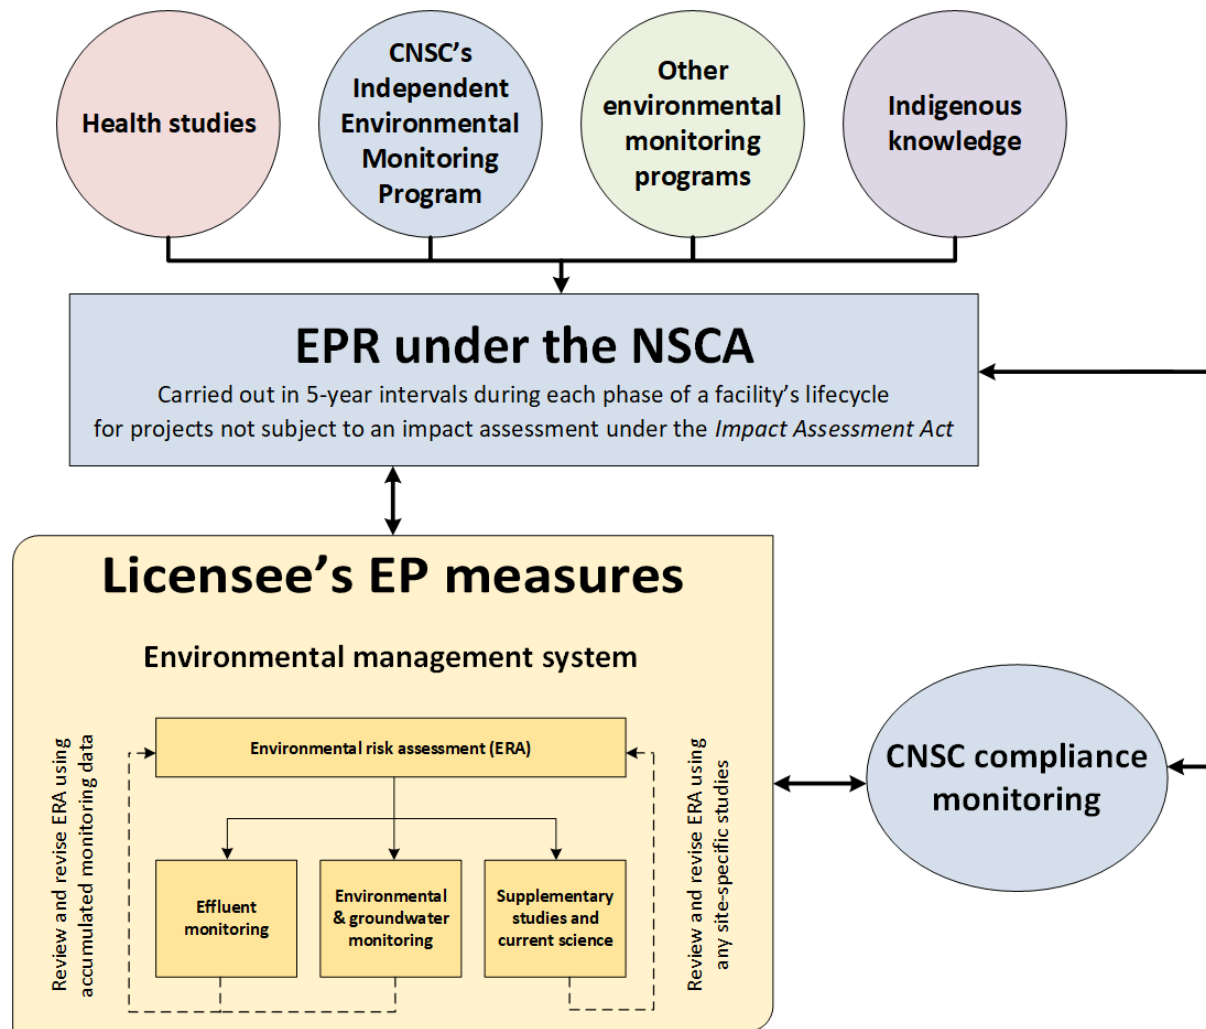 Health studies
CNSC’s
Independent
Environmental
Monitoring
Program
Other
environmental
monitoring
programs
Indigenous
knowledge
EPR under the NSCA
Carried out in 5-year intervals during each phase of a facility’s lifecycle
for projects not subject to an impact assessment under the Impact Assessment Act
Licensee’s EP measures
Environmental management system
Review and revise ERA using
accumulated monitoring data
Environmental risk assessment (ERA)
Effluent
monitoring
Environmental
& groundwater
monitoring
Supplementary
studies and
current science
Review and revise ERA using
any site-specific studies
CNSC compliance
monitoring